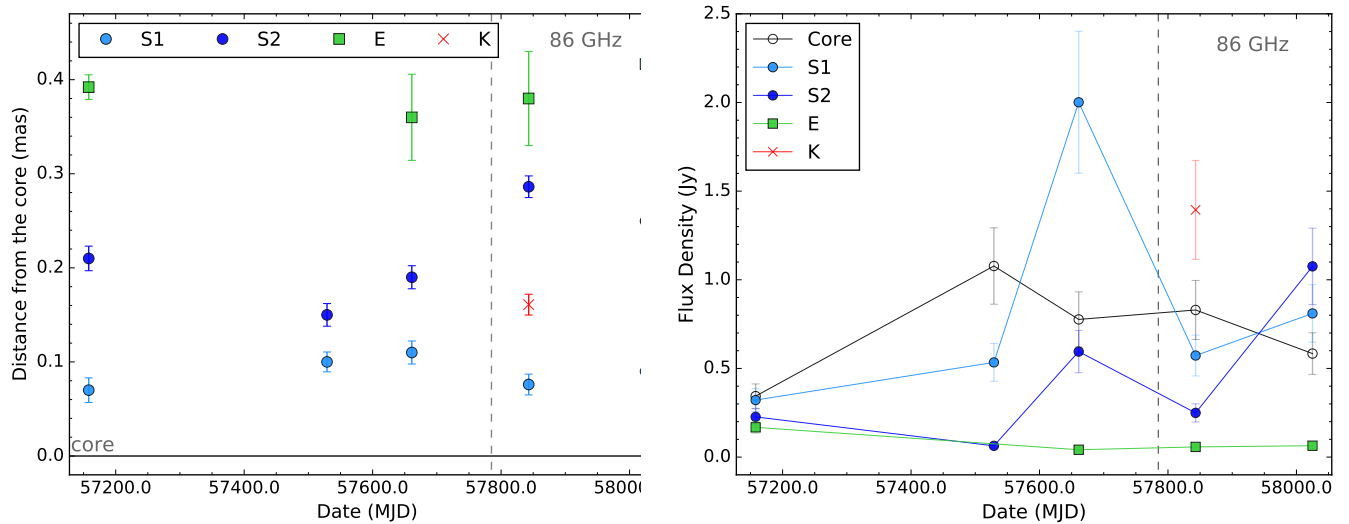 S1 S2 E K
86 GHz
0.4
0.3
0.2
0.1
0.0
Distance from the core (mas)
core
57200.0 57400.0 57600.0 57800.0 5800
Date (MJD)
2.5
2.0
1.5
1.0
0.5
0.0
Flux Density (Jy)
Core
S1
S2
E
K
86 GHz
57200.0 57400.0 57600.0 57800.0 58000.0
Date (MJD)